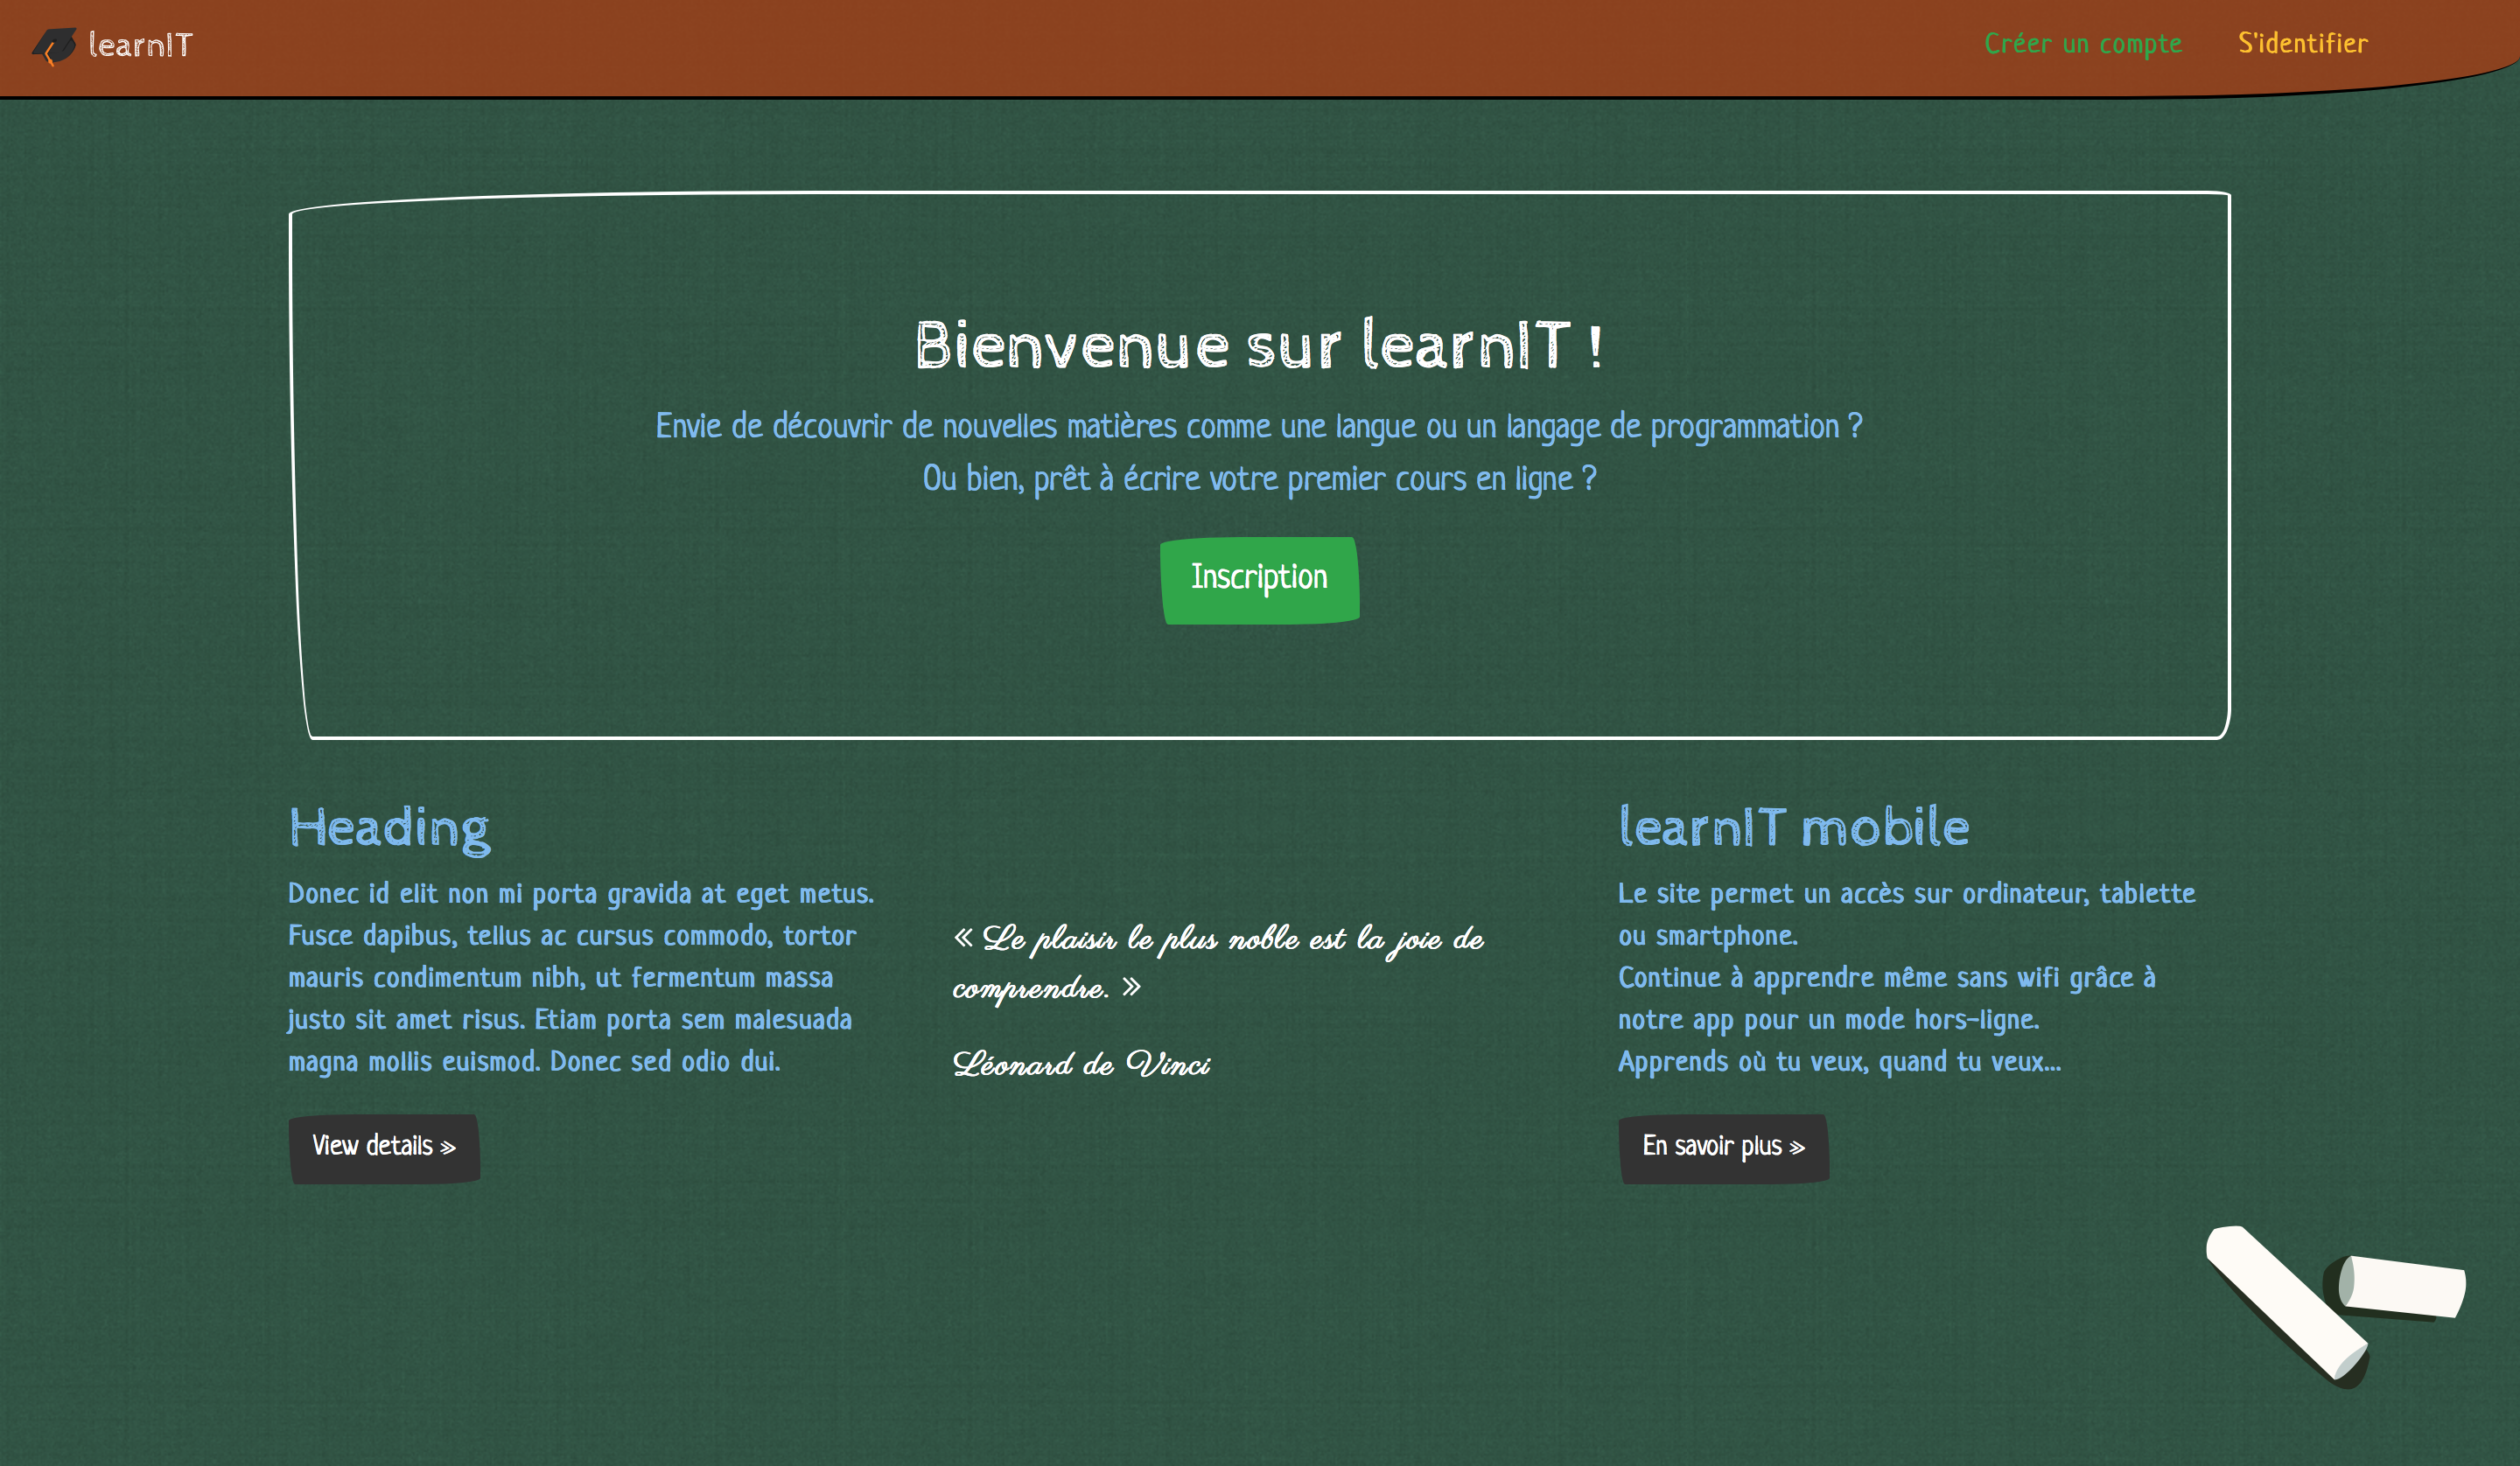 learnIT
Créer un compte
S'identifier
Bienvenue sur learnIT !
Envie de découvrir de nouvelles matières comme une langue ou un langage de programmation ?
Ou bien, prêt à écrire votre premier cours en ligne ?
Inscription
Heading
Donec id elit non mi porta gravida at eget metus.
Fusce dapibus, tellus ac cursus commodo, tortor
mauris condimentum nibh, ut fermentum massa
justo sit amet risus. Etiam porta sem malesuada
magna mollis euismod. Donec sed odio dui.
View details »
« Le plaisir le plus noble est la joie de
comprendre. »
Léonard de Vinci
learnIT mobile
Le site permet un accès sur ordinateur, tablette
ou smartphone.
Continue à apprendre même sans wifi grâce à
notre app pour un mode hors-ligne.
Apprends où tu veux, quand tu veux...
En savoir plus »